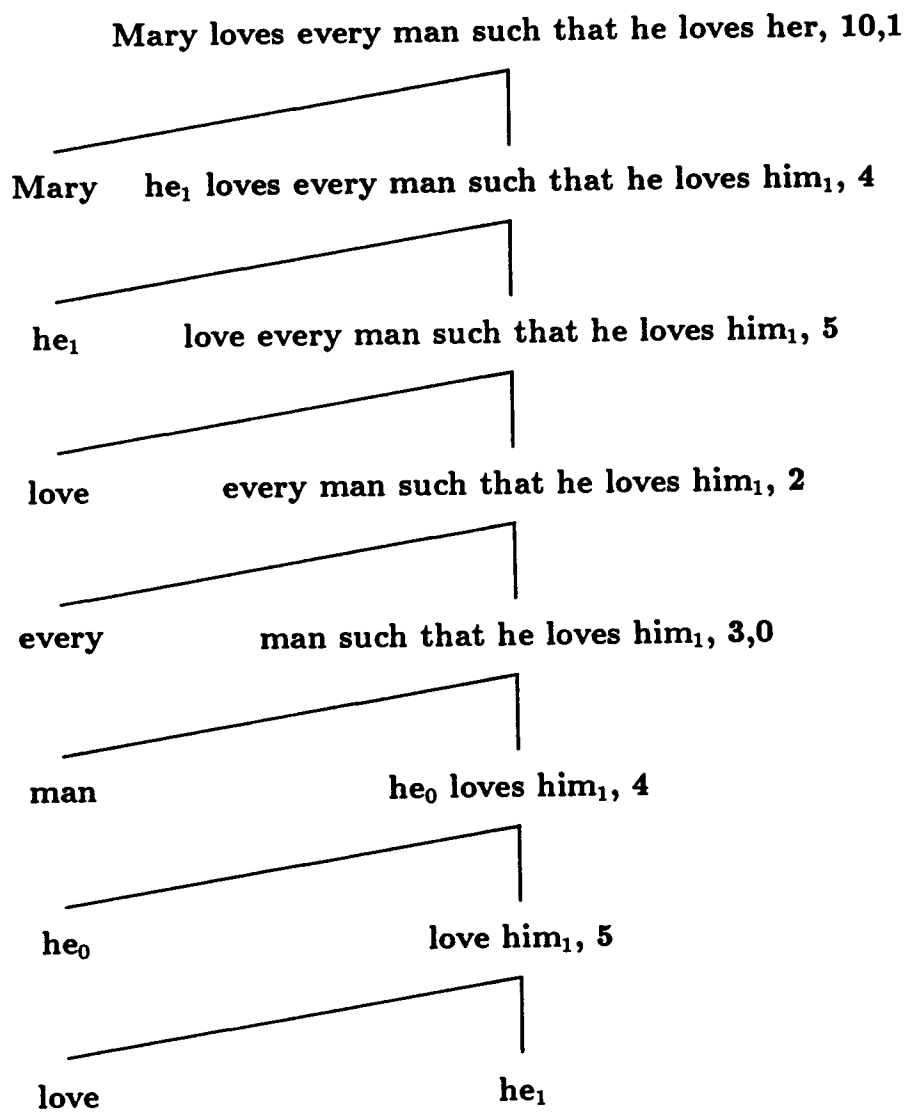 Mary loves every man such that he loves her, 10,1
Mary he₁ loves every man such that he loves him₁, 4
he₁ love every man such that he loves him₁, 5
love every man such that he loves him₁, 2
every man such that he loves him₁, 3,0
man he₀ loves him₁, 4
he₀ love him₁, 5
love he₁